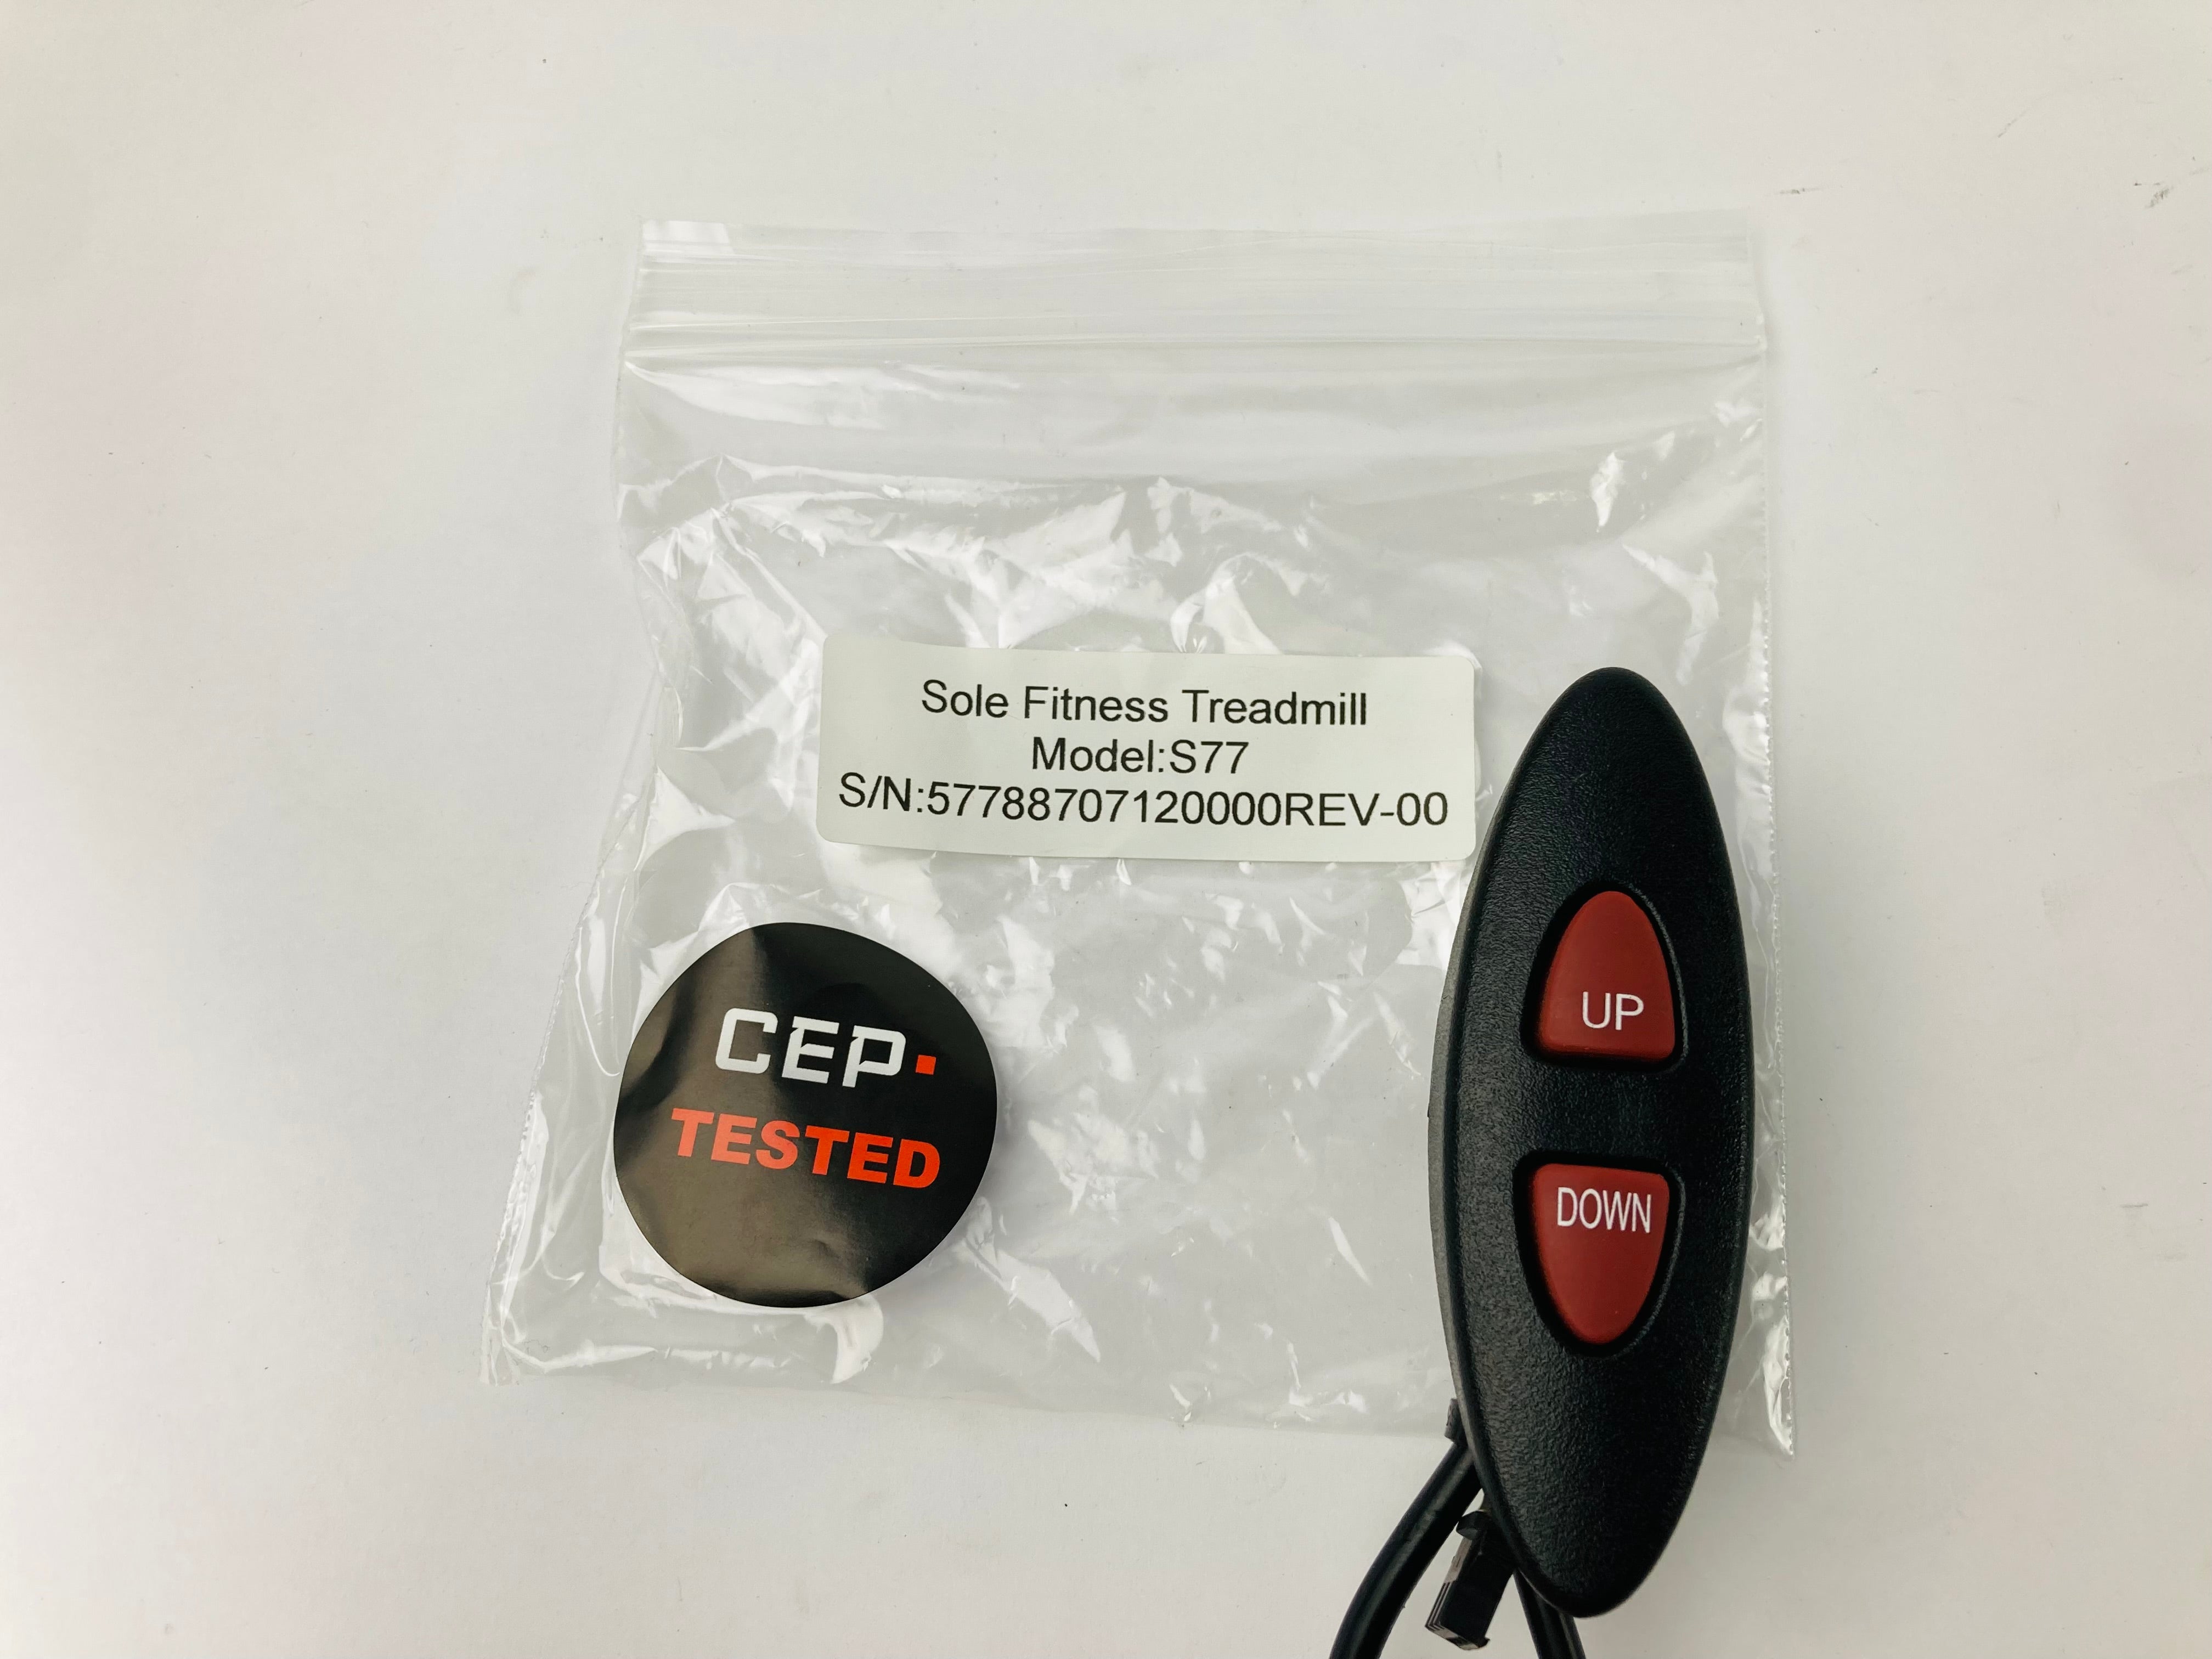 Sole Fitness Treadmill
Model:S77
S/N:57788707120000REV-00
CEP
TESTED
UP
DOWN